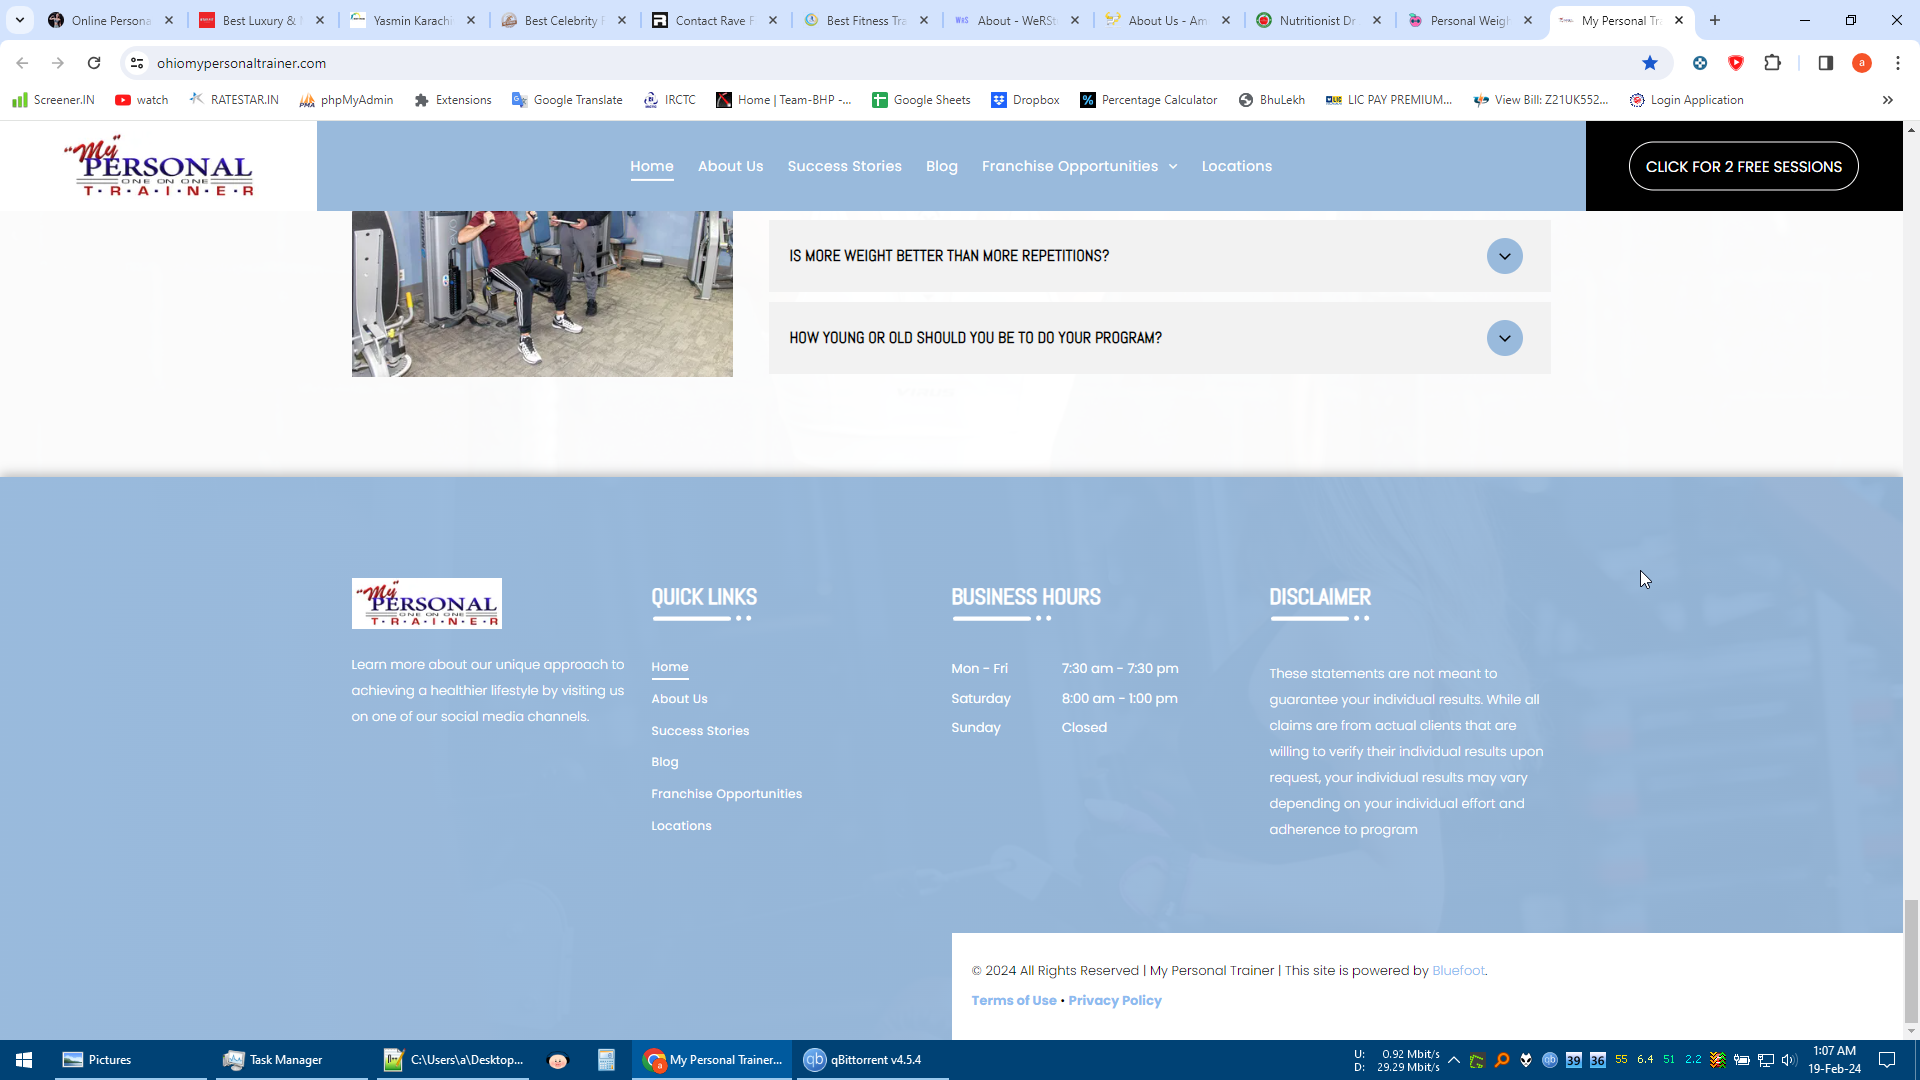 Online Persona
Best Luxury &
Yasmin Karachi
Best Celebrity F
Contact Rave F
Best Fitness Tra
About - WeRSt
About Us - Am
Nutritionist Dr
Personal Weigh
My Personal Tra
ohiomypersonaltrainer.com
a
Screener.IN
watch
RATESTAR.IN
phpMyAdmin
Extensions
Google Translate
IRCTC
Home | Team-BHP -...
Google Sheets
Dropbox
Percentage Calculator
BhuLekh
LIC PAY PREMIUM...
View Bill: Z21UK552...
Login Application
"My"
PERSONAL
ONE ON ONE
T·R·A·I·N·E·R
Home
About Us
Success Stories
Blog
Franchise Opportunities
Locations
CLICK FOR 2 FREE SESSIONS
IS MORE WEIGHT BETTER THAN MORE REPETITIONS?
HOW YOUNG OR OLD SHOULD YOU BE TO DO YOUR PROGRAM?
"My"
PERSONAL
ONE ON ONE
T·R·A·I·N·E·R
Learn more about our unique approach to
achieving a healthier lifestyle by visiting us
on one of our social media channels.
QUICK LINKS
Home
About Us
Success Stories
Blog
Franchise Opportunities
Locations
BUSINESS HOURS
Mon - Fri 7:30 am - 7:30 pm
Saturday 8:00 am - 1:00 pm
Sunday Closed
DISCLAIMER
These statements are not meant to
guarantee your individual results. While all
claims are from actual clients that are
willing to verify their individual results upon
request, your individual results may vary
depending on your individual effort and
adherence to program
© 2024 All Rights Reserved | My Personal Trainer | This site is powered by Bluefoot.
Terms of Use • Privacy Policy
Pictures
Task Manager
C:\Users\a\Desktop...
My Personal Trainer...
qBittorrent v4.5.4
U: 0.92 Mbit/s
D: 29.29 Mbit/s
39
36
55
6.4
51
2.2
1:07 AM
19-Feb-24